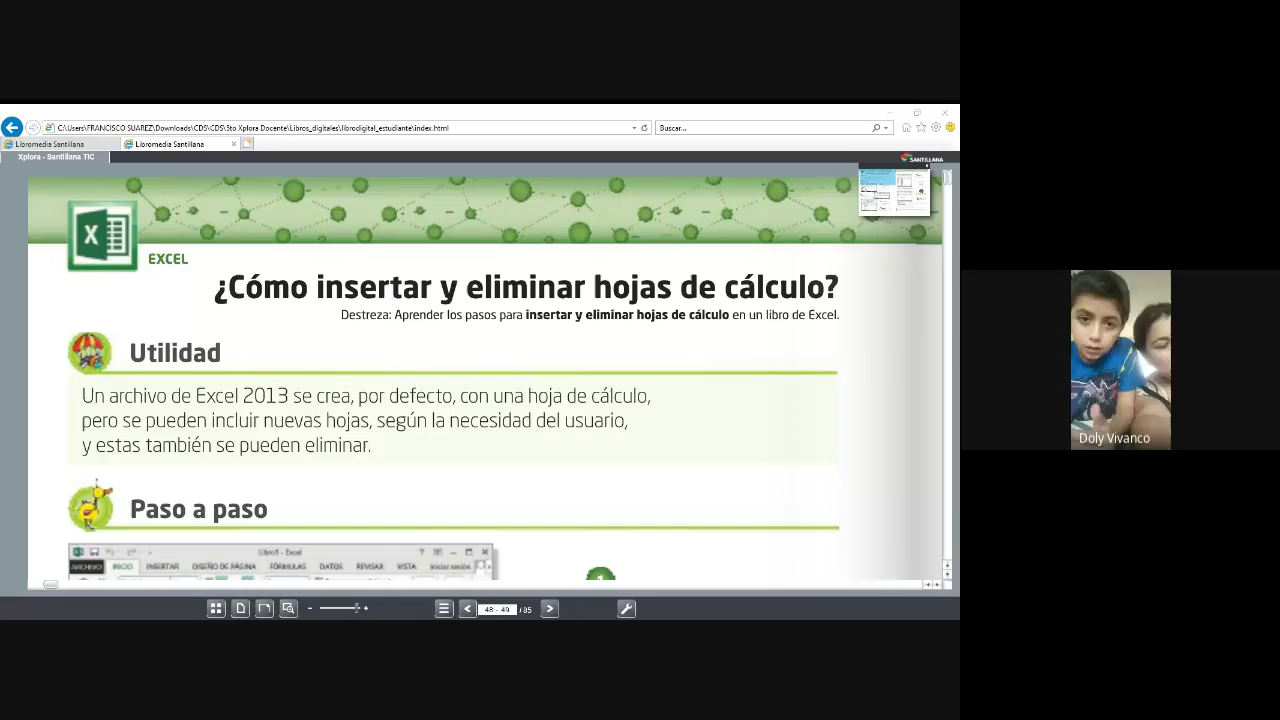 C:\Users\FRANCISCO SUAREZ\Downloads\CDS\CDS\5to Xplora Docente\Libros_digitales\librodigital_estudiante\index.html
Buscar...
Libromedia Santillana
Libromedia Santillana
Xplora - Santillana TIC
SANTILLANA
EXCEL
¿Cómo insertar y eliminar hojas de cálculo?
Destreza: Aprender los pasos para insertar y eliminar hojas de cálculo en un libro de Excel.
Utilidad
Un archivo de Excel 2013 se crea, por defecto, con una hoja de cálculo,
pero se pueden incluir nuevas hojas, según la necesidad del usuario,
y estas también se pueden eliminar.
Paso a paso
Libro1 - Excel
ARCHIVO INICIO INSERTAR DISEÑO DE PÁGINA FÓRMULAS DATOS REVISAR VISTA Iniciar sesión
1
48 - 49 / 85
Doly Vivanco